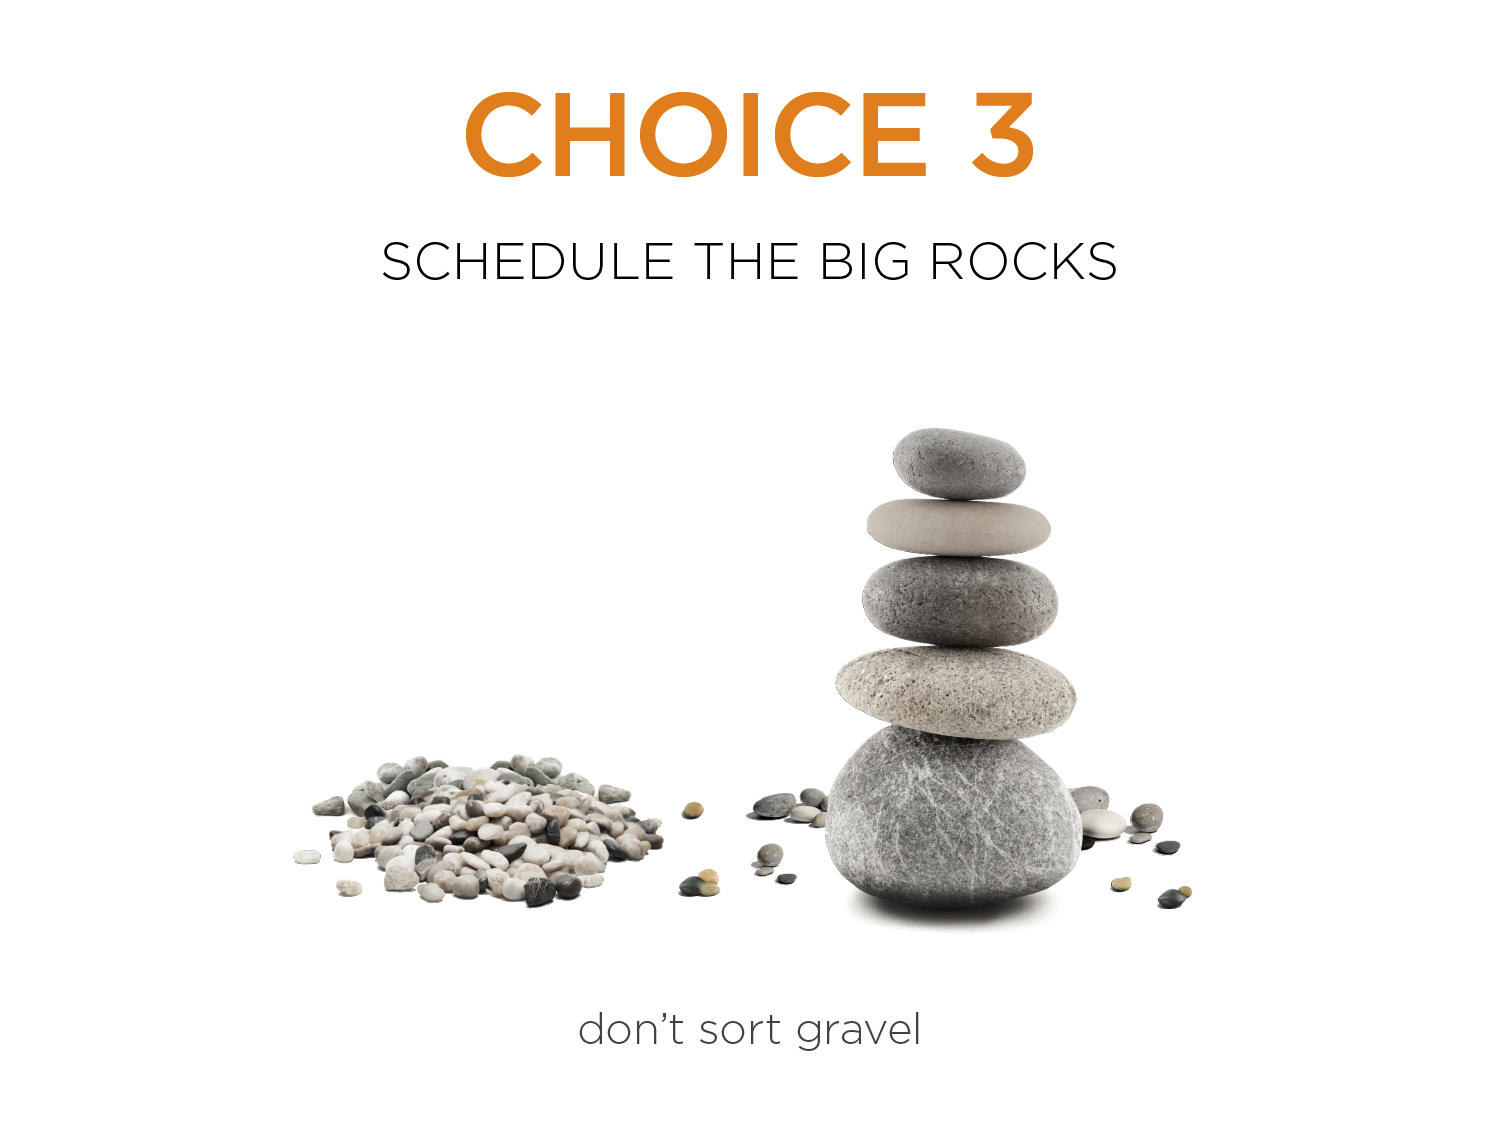 CHOICE 3
SCHEDULE THE BIG ROCKS
don’t sort gravel